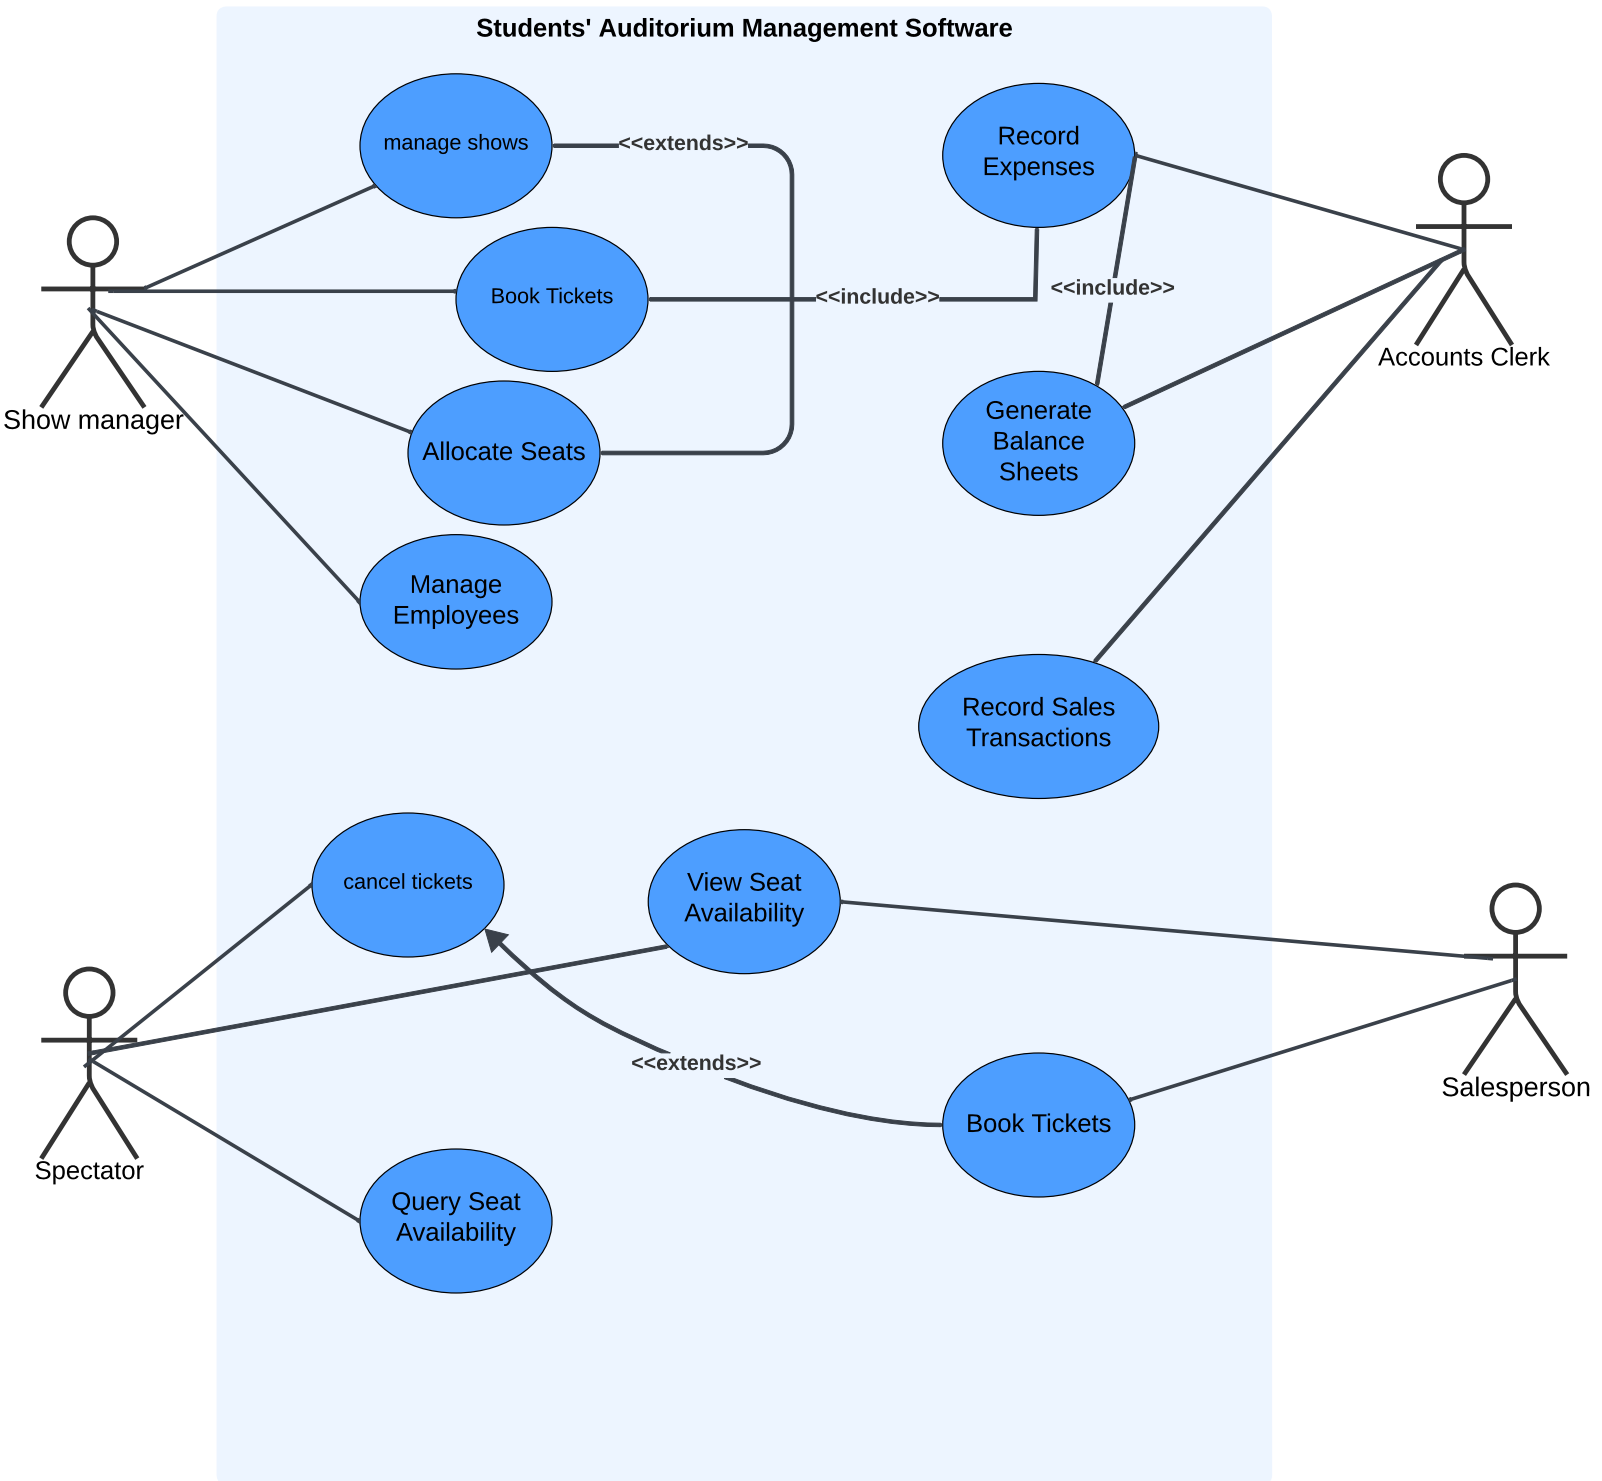 Students' Auditorium Management Software
manage shows
<<extends>>
Record
Expenses
Book Tickets
<<include>>
<<include>>
Show manager
Accounts Clerk
Allocate Seats
Generate
Balance
Sheets
Manage
Employees
Record Sales
Transactions
cancel tickets
View Seat
Availability
<<extends>>
Book Tickets
Salesperson
Spectator
Query Seat
Availability